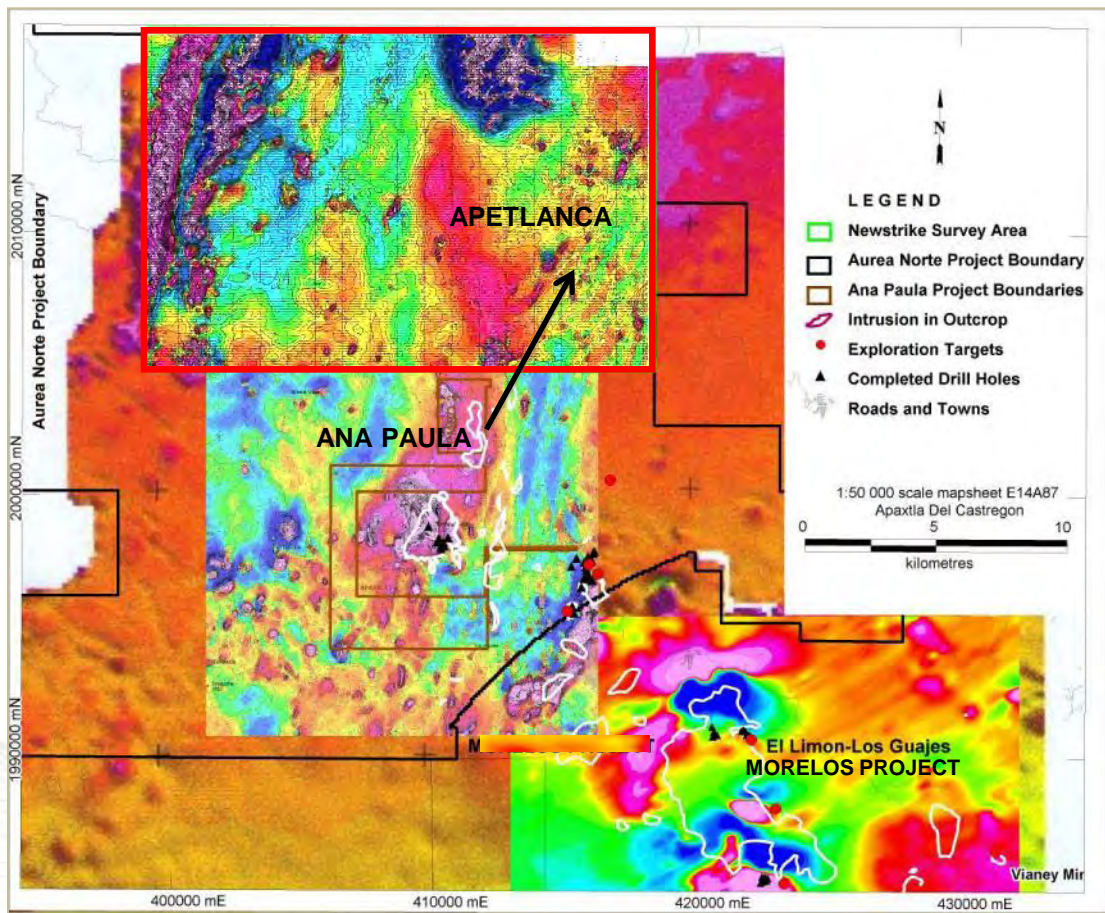 APETLANCA
N
LEGEND
Newstrike Survey Area
Aurea Norte Project Boundary
Ana Paula Project Boundaries
Intrusion in Outcrop
Exploration Targets
Completed Drill Holes
Roads and Towns
1:50 000 scale mapsheet E14A87
Apaxtla Del Castregon
0 5 10
kilometres
ANA PAULA
Aurea Norte Project Boundary
2010000 mN
2000000 mN
1990000 mN
El Limon-Los Guajes
MORELOS PROJECT
Vianey Mir
400000 mE
410000 mE
420000 mE
430000 mE